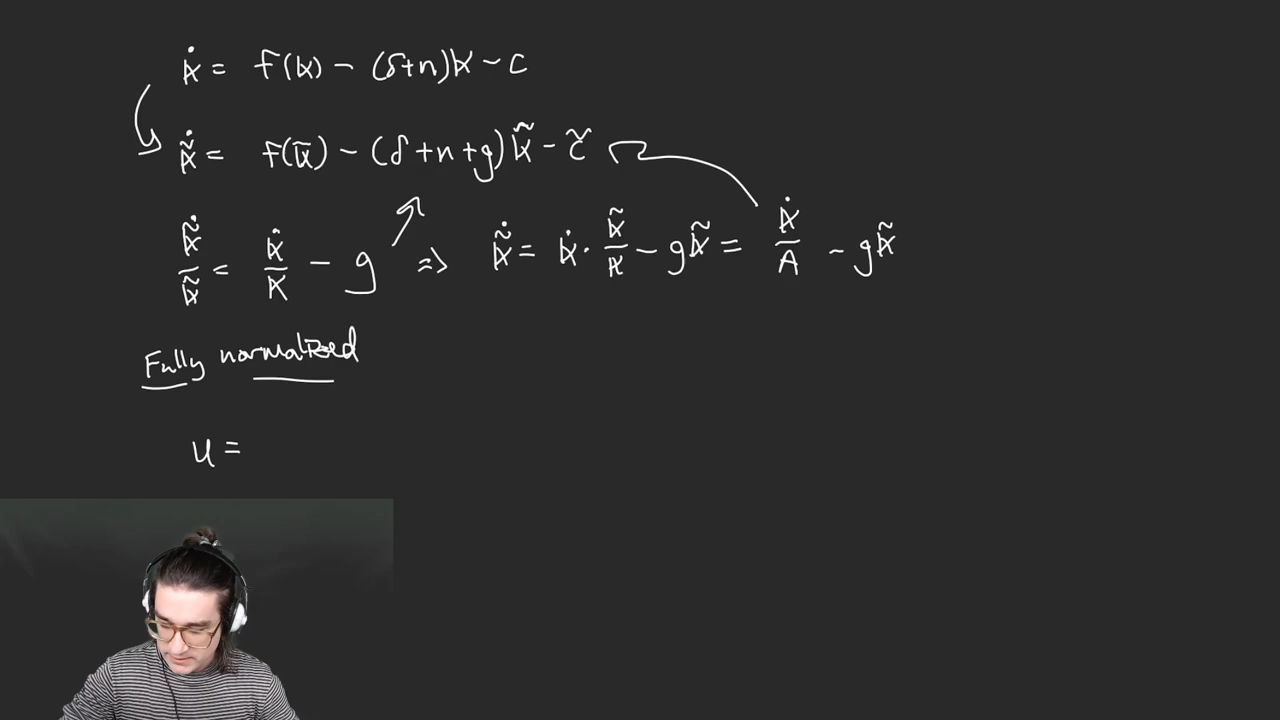 k̇ = f(k) − (δ+n)k − c
k̃̇ = f(k̃) − (δ+n+g)k̃ − c̃
k̃̇/k̃ = k̇/k − g ⇒ k̃̇ = k̇ · k̃/k − gk̃ = k̇/A − gk̃
Fully normalized
u =